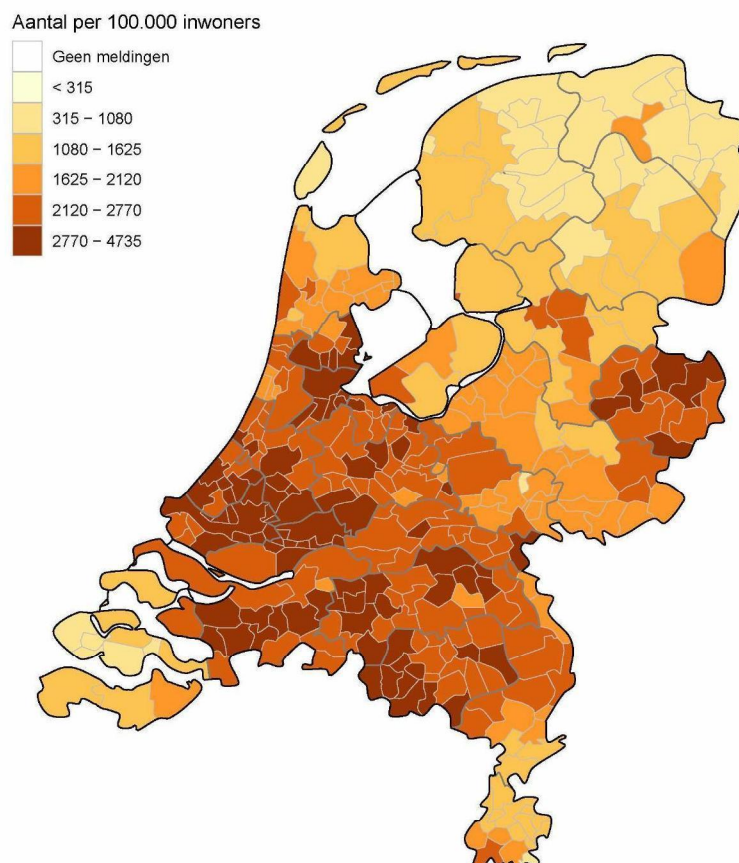 Aantal per 100.000 inwoners
Geen meldingen
< 315
315 − 1080
1080 − 1625
1625 − 2120
2120 − 2770
2770 − 4735